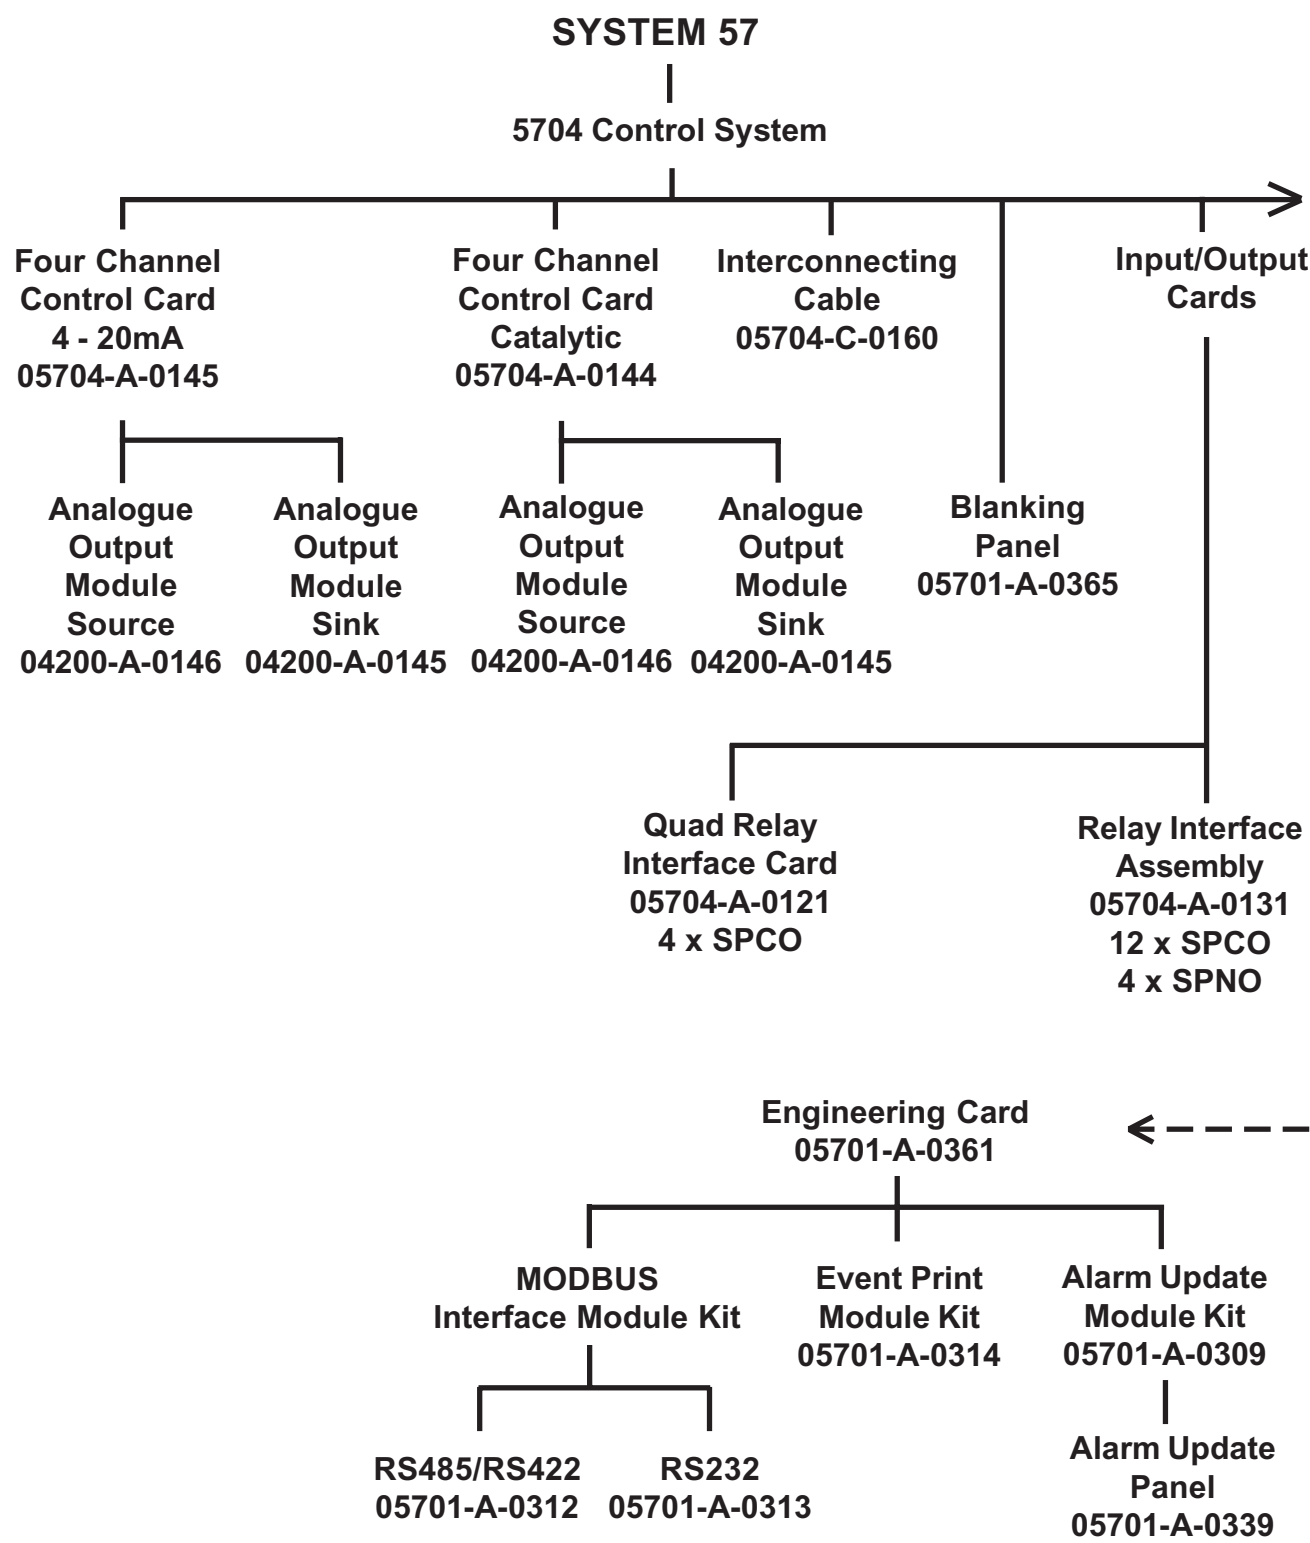 SYSTEM 57
5704 Control System
Four Channel
Control Card
4 - 20mA
05704-A-0145
Four Channel
Control Card
Catalytic
05704-A-0144
Interconnecting
Cable
05704-C-0160
Input/Output
Cards
Analogue
Output
Module
Source
04200-A-0146
Analogue
Output
Module
Sink
04200-A-0145
Analogue
Output
Module
Source
04200-A-0146
Analogue
Output
Module
Sink
04200-A-0145
Blanking
Panel
05701-A-0365
Quad Relay
Interface Card
05704-A-0121
4 x SPCO
Relay Interface
Assembly
05704-A-0131
12 x SPCO
4 x SPNO
Engineering Card
05701-A-0361
MODBUS
Interface Module Kit
Event Print
Module Kit
05701-A-0314
Alarm Update
Module Kit
05701-A-0309
RS485/RS422
05701-A-0312
RS232
05701-A-0313
Alarm Update
Panel
05701-A-0339